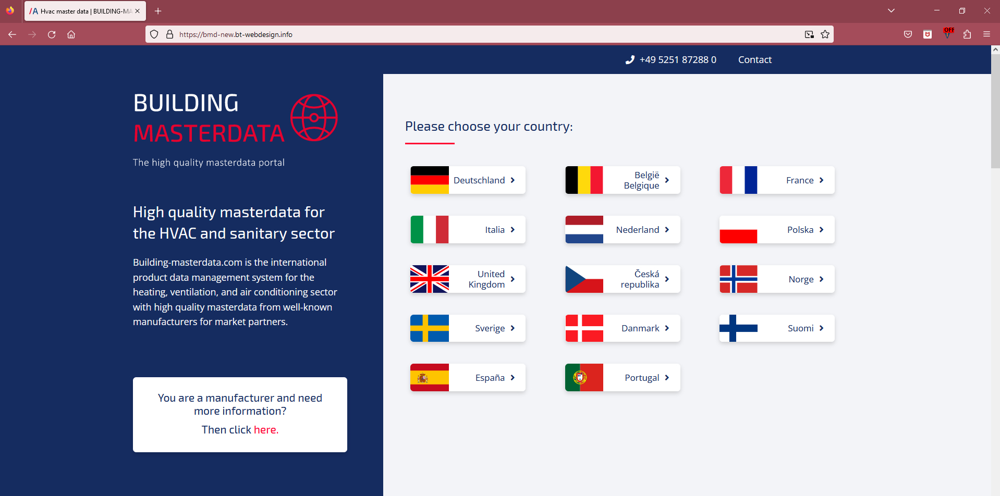 Hvac master data | BUILDING-MA
https://bmd-new.bt-webdesign.info
OFF
+49 5251 87288 0
Contact
BUILDING
MASTERDATA
The high quality masterdata portal
High quality masterdata for
the HVAC and sanitary sector
Building-masterdata.com is the international
product data management system for the
heating, ventilation, and air conditioning sector
with high quality masterdata from well-known
manufacturers for market partners.
You are a manufacturer and need
more information?
Then click here.
Please choose your country:
Deutschland
België
Belgique
France
Italia
Nederland
Polska
United
Kingdom
Česká
republika
Norge
Sverige
Danmark
Suomi
España
Portugal